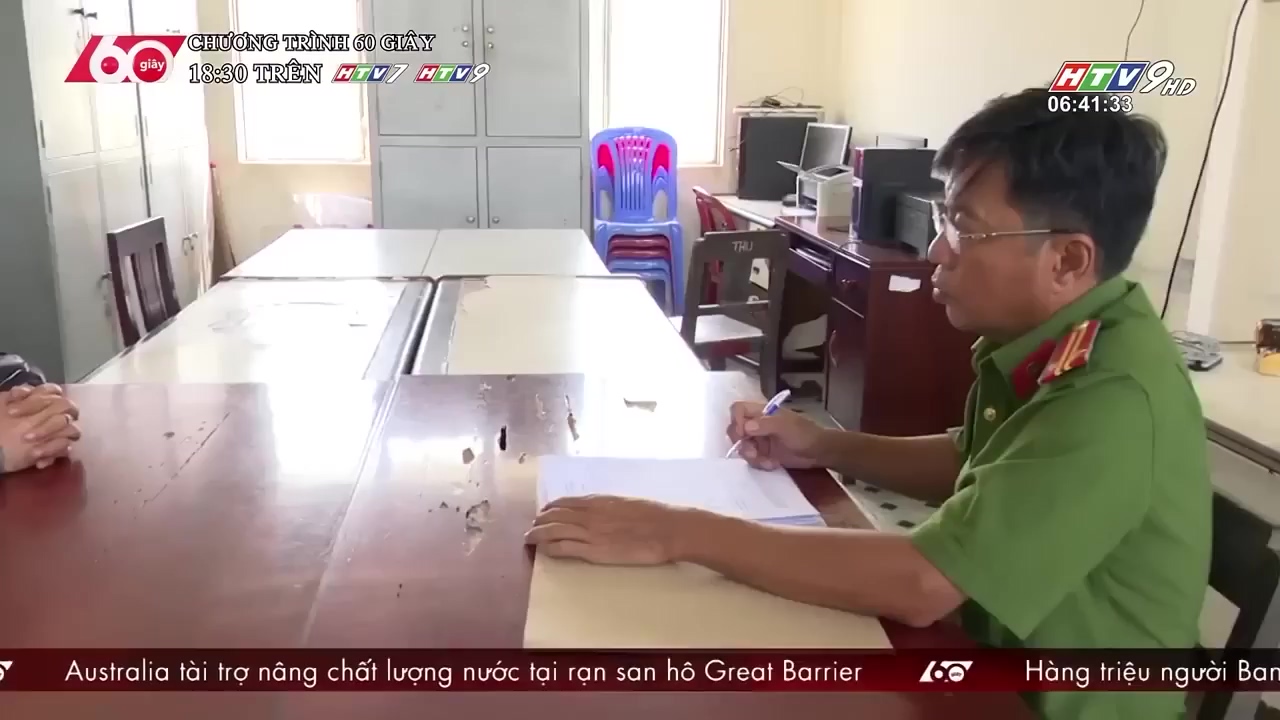 60 giây
CHƯƠNG TRÌNH 60 GIÂY
18:30 TRÊN HTV7 HTV9
HTV9 HD
06:41:33
THU
Australia tài trợ nâng chất lượng nước tại rạn san hô Great Barrier 60 Hàng triệu người Ban